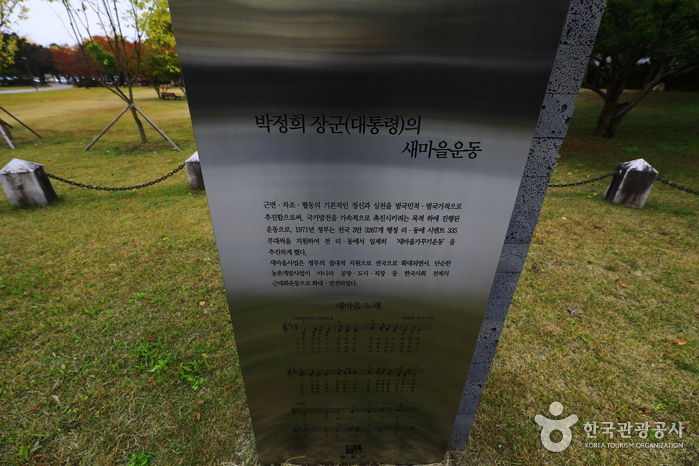 박정희 장군(대통령)의
새마을운동
근면 · 자조 · 협동의 기본적인 정신과 실천을 범국민적 · 범국가적으로
추진함으로써, 국가발전을 가속적으로 촉진시키려는 목적 하에 진행된
운동으로, 1971년 정부는 전국 3만 3267개 행정 리 · 동에 시멘트 335
부대씩을 지원하여 전 리 · 동에서 일제히 '새마을가꾸기운동' 을
추진하게 했다.
새마을사업은 정부의 절대적 지원으로 전국으로 확대되면서, 단순한
농촌개발사업이 아니라 공장 · 도시 · 직장 등 한국사회 전체의
근대화운동으로 확대 · 발전하였다.
새마을 노래
한국관광공사
KOREA TOURISM ORGANIZATION